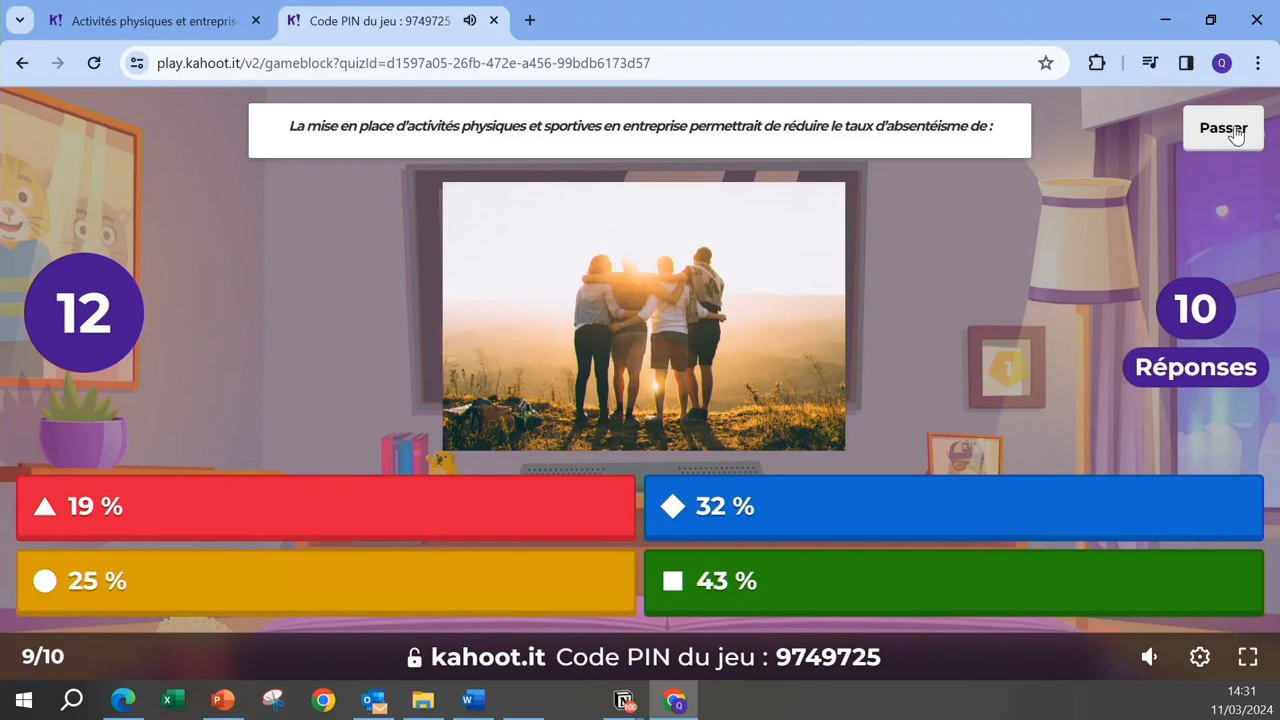 K! Activités physiques et entrepris
K! Code PIN du jeu : 9749725
play.kahoot.it/v2/gameblock?quizId=d1597a05-26fb-472e-a456-99bdb6173d57
Q
La mise en place d'activités physiques et sportives en entreprise permettrait de réduire le taux d'absentéisme de :
Passer
12
10
Réponses
1
19 %
32 %
25 %
43 %
9/10
kahoot.it Code PIN du jeu : 9749725
14:31
11/03/2024